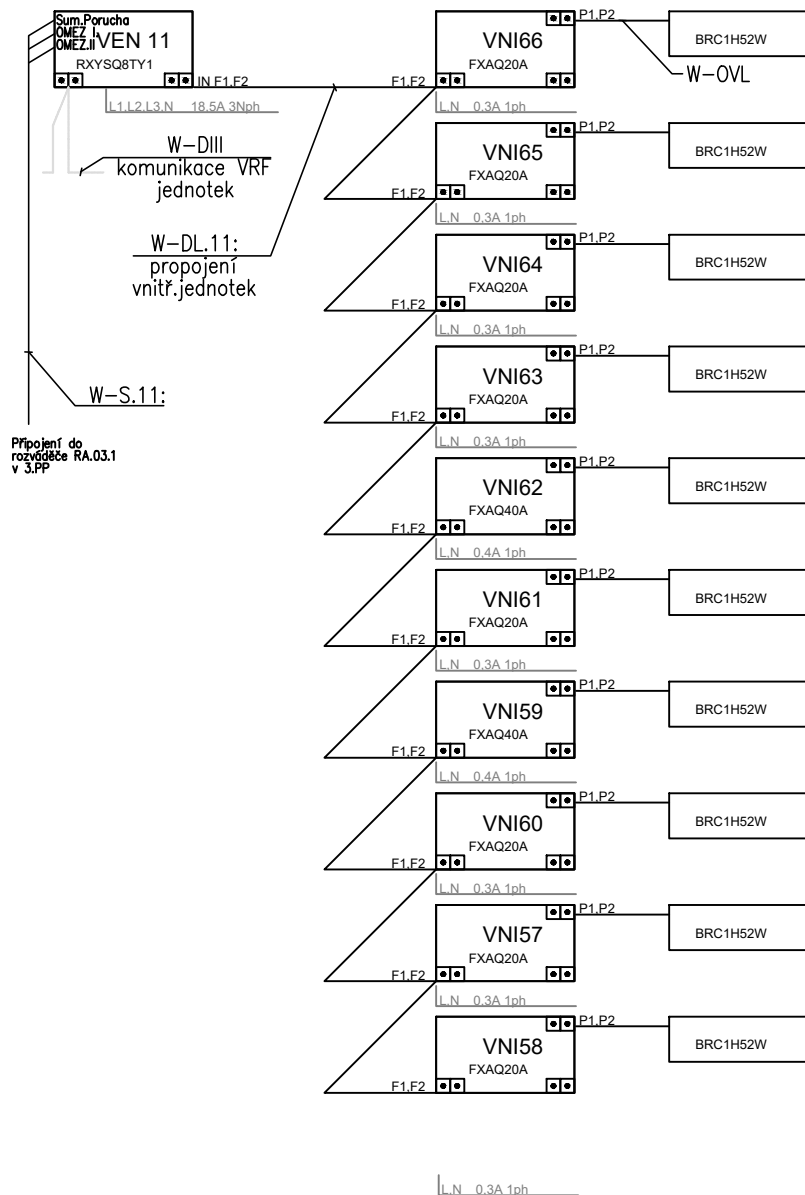 Sum.Porucha
OMEZ I.
OMEZ.II
VEN 11
RXYSQ8TY1
IN F1,F2
L1,L2,L3,N 18.5A 3Nph
W-DIII
komunikace VRF
jednotek
W-DL.11:
propojení
vnitř.jednotek
W-S.11:
Připojení do
rozváděče RA.03.1
v 3.PP
VNI66
FXAQ20A
F1,F2
P1,P2
BRC1H52W
W-OVL
L,N 0,3A 1ph
VNI65
FXAQ20A
F1,F2
P1,P2
BRC1H52W
L,N 0,3A 1ph
VNI64
FXAQ20A
F1,F2
P1,P2
BRC1H52W
L,N 0,3A 1ph
VNI63
FXAQ20A
F1,F2
P1,P2
BRC1H52W
L,N 0,3A 1ph
VNI62
FXAQ40A
F1,F2
P1,P2
BRC1H52W
L,N 0,4A 1ph
VNI61
FXAQ20A
F1,F2
P1,P2
BRC1H52W
L,N 0,3A 1ph
VNI59
FXAQ40A
F1,F2
P1,P2
BRC1H52W
L,N 0,4A 1ph
VNI60
FXAQ20A
F1,F2
P1,P2
BRC1H52W
L,N 0,3A 1ph
VNI57
FXAQ20A
F1,F2
P1,P2
BRC1H52W
L,N 0,3A 1ph
VNI58
FXAQ20A
F1,F2
P1,P2
BRC1H52W
L,N 0,3A 1ph